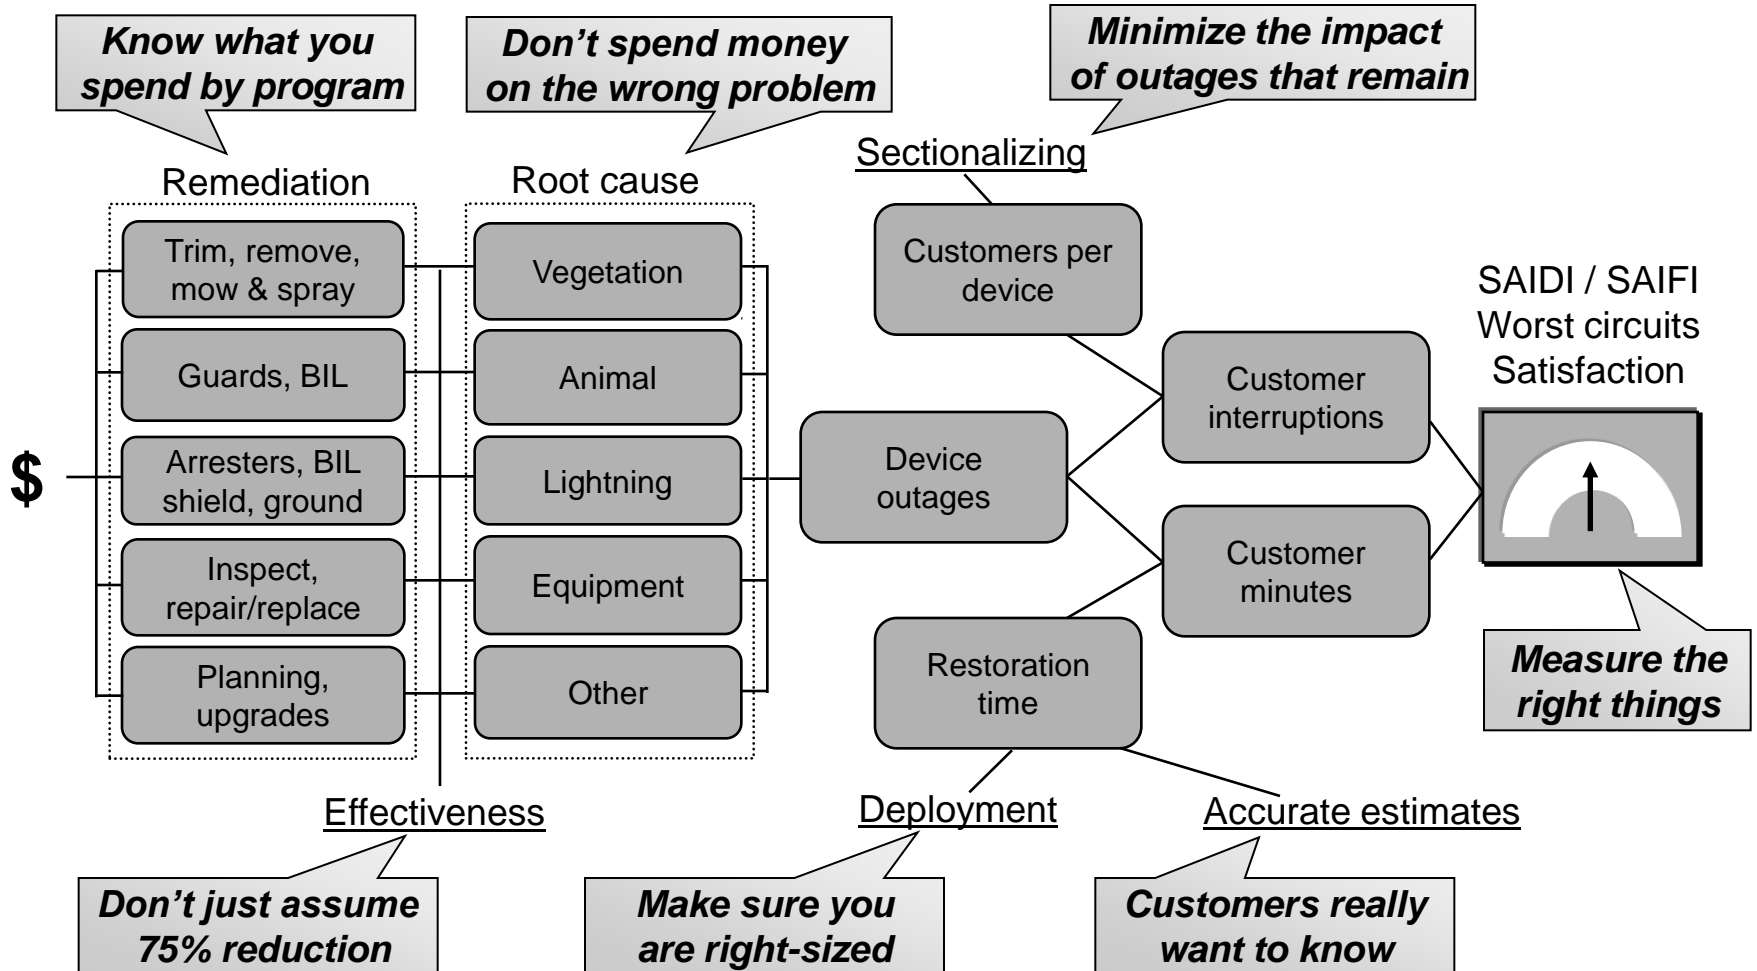 Know what you
spend by program
Don’t spend money
on the wrong problem
Minimize the impact
of outages that remain
Sectionalizing
Remediation
Root cause
Trim, remove,
mow & spray
Guards, BIL
Arresters, BIL
shield, ground
Inspect,
repair/replace
Planning,
upgrades
Vegetation
Animal
Lightning
Equipment
Other
$
Customers per
device
Device
outages
Restoration
time
Customer
interruptions
Customer
minutes
SAIDI / SAIFI
Worst circuits
Satisfaction
Measure the
right things
Effectiveness
Deployment
Accurate estimates
Don’t just assume
75% reduction
Make sure you
are right-sized
Customers really
want to know